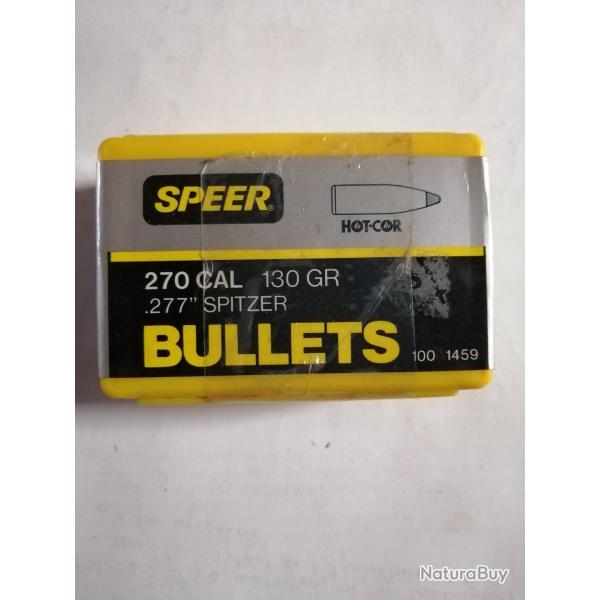 SPEER®
HOT-COR
270 CAL 130 GR
.277" SPITZER
BULLETS 100 1459
NaturaBuy